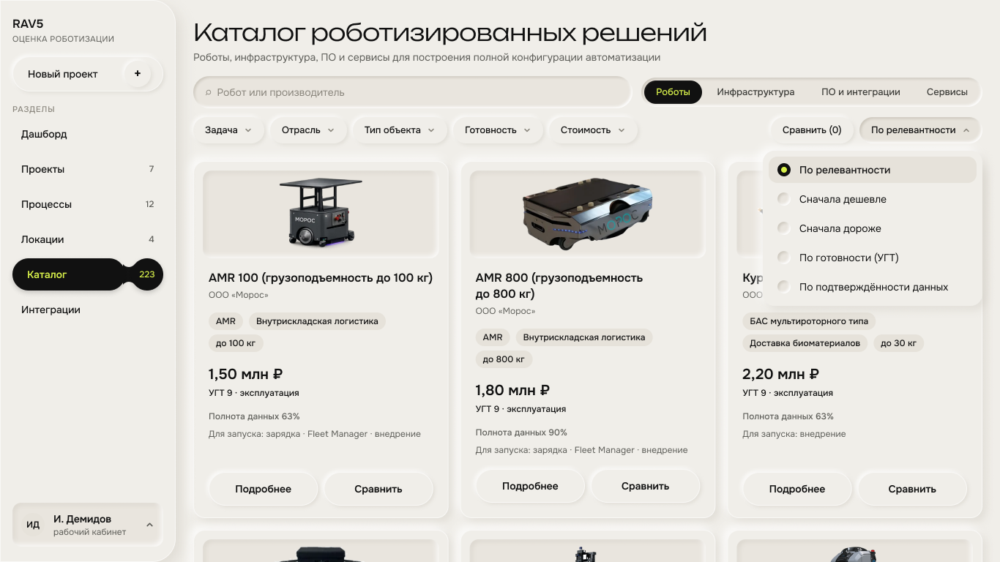 RAV5
ОЦЕНКА РОБОТИЗАЦИИ
Новый проект +
РАЗДЕЛЫ
Дашборд
Проекты 7
Процессы 12
Локации 4
Каталог 223
Интеграции
ИД
И. Демидов
рабочий кабинет
Каталог роботизированных решений
Роботы, инфраструктура, ПО и сервисы для построения полной конфигурации автоматизации
Робот или производитель
Роботы Инфраструктура ПО и интеграции Сервисы
Задача Отрасль Тип объекта Готовность Стоимость Сравнить (0) По релевантности
По релевантности
Сначала дешевле
Сначала дороже
По готовности (УГТ)
По подтверждённости данных
МОРОС
AMR 100 (грузоподъемность до 100 кг)
ООО «Морос»
AMR Внутрискладская логистика
до 100 кг
1,50 млн ₽
УГТ 9 · эксплуатация
Полнота данных 63%
Для запуска: зарядка · Fleet Manager · внедрение
Подробнее Сравнить
МОРОС
AMR 800 (грузоподъемность
до 800 кг)
ООО «Морос»
AMR Внутрискладская логистика
до 800 кг
1,80 млн ₽
УГТ 9 · эксплуатация
Полнота данных 90%
Для запуска: зарядка · Fleet Manager · внедрение
Подробнее Сравнить
Кур
ООО
БАС мультироторного типа
Доставка биоматериалов до 30 кг
2,20 млн ₽
УГТ 9 · эксплуатация
Полнота данных 63%
Для запуска: внедрение
Подробнее Сравнить